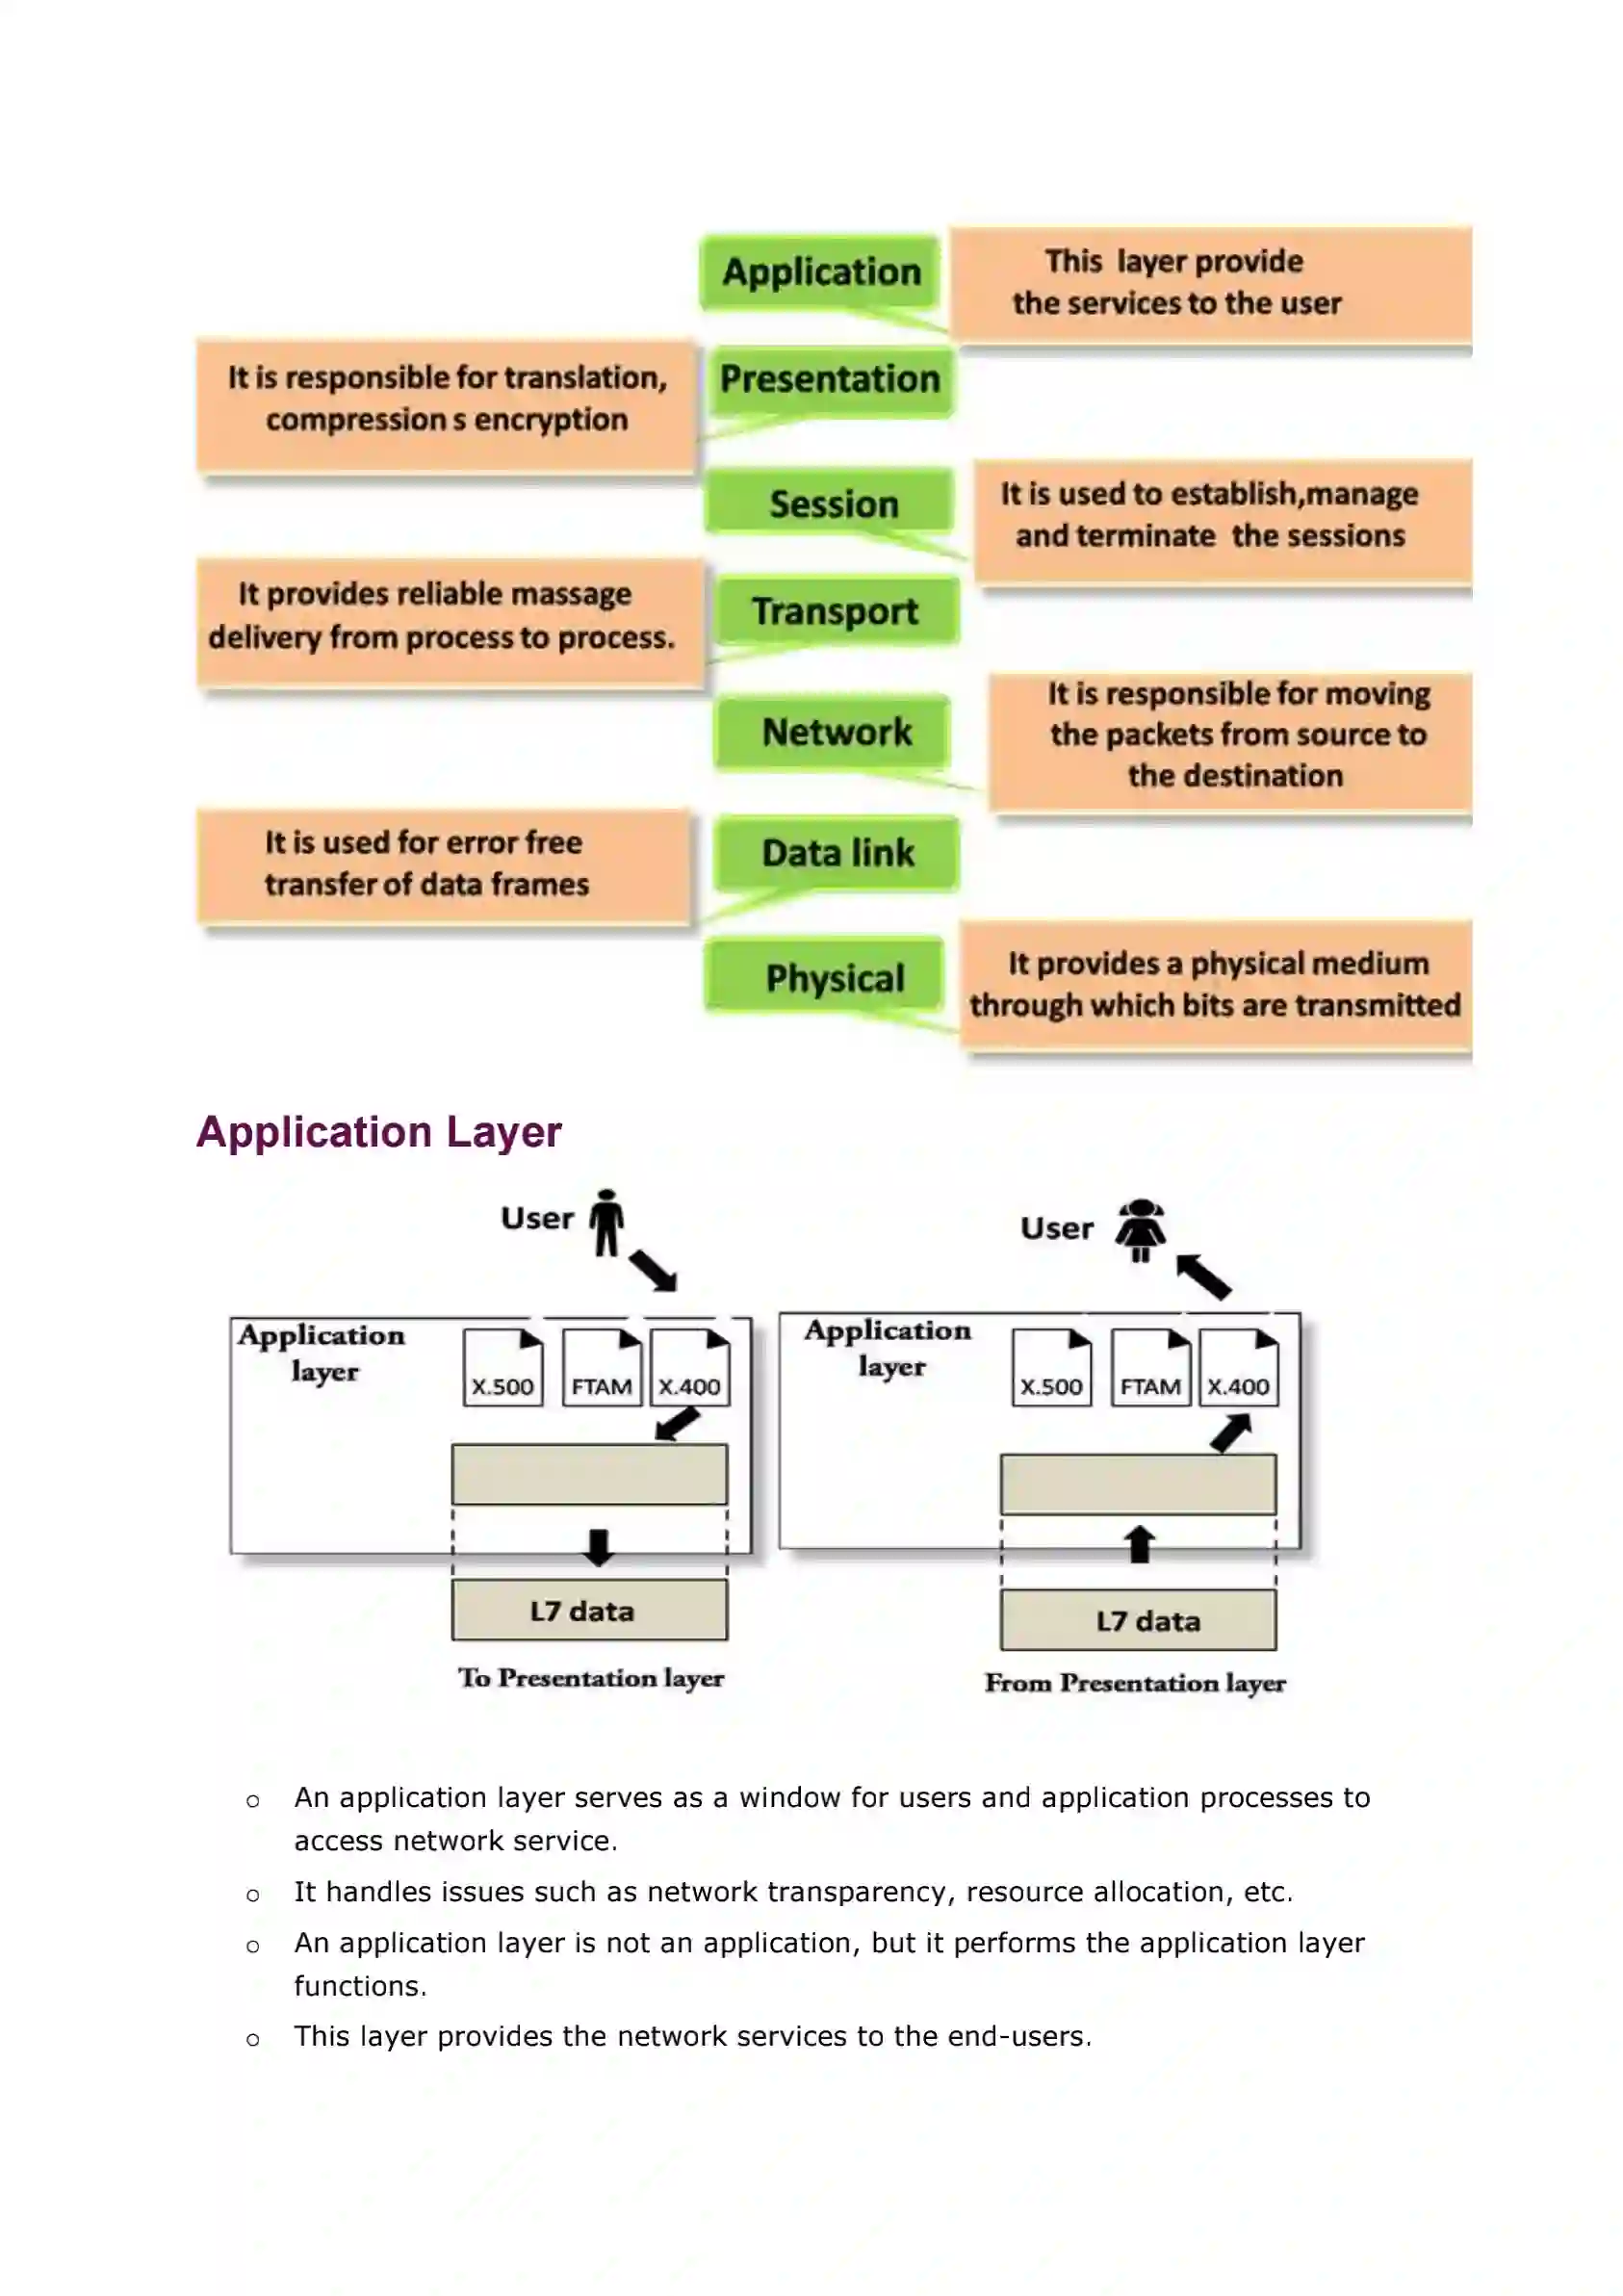 Application
This layer provide
the services to the user
It is responsible for translation,
compression s encryption
Presentation
Session
It is used to establish,manage
and terminate the sessions
It provides reliable massage
delivery from process to process.
Transport
Network
It is responsible for moving
the packets from source to
the destination
It is used for error free
transfer of data frames
Data link
Physical
It provides a physical medium
through which bits are transmitted
Application Layer
User
Application
layer
X.500 FTAM X.400
L7 data
To Presentation layer
User
Application
layer
X.500 FTAM X.400
L7 data
From Presentation layer
o An application layer serves as a window for users and application processes to
access network service.
o It handles issues such as network transparency, resource allocation, etc.
o An application layer is not an application, but it performs the application layer
functions.
o This layer provides the network services to the end-users.